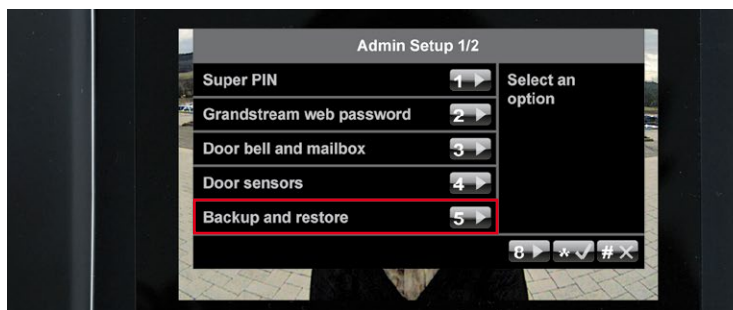 Admin Setup 1/2
Super PIN 1
Select an
option
Grandstream web password 2
Door bell and mailbox 3
Door sensors 4
Backup and restore 5
8 * #